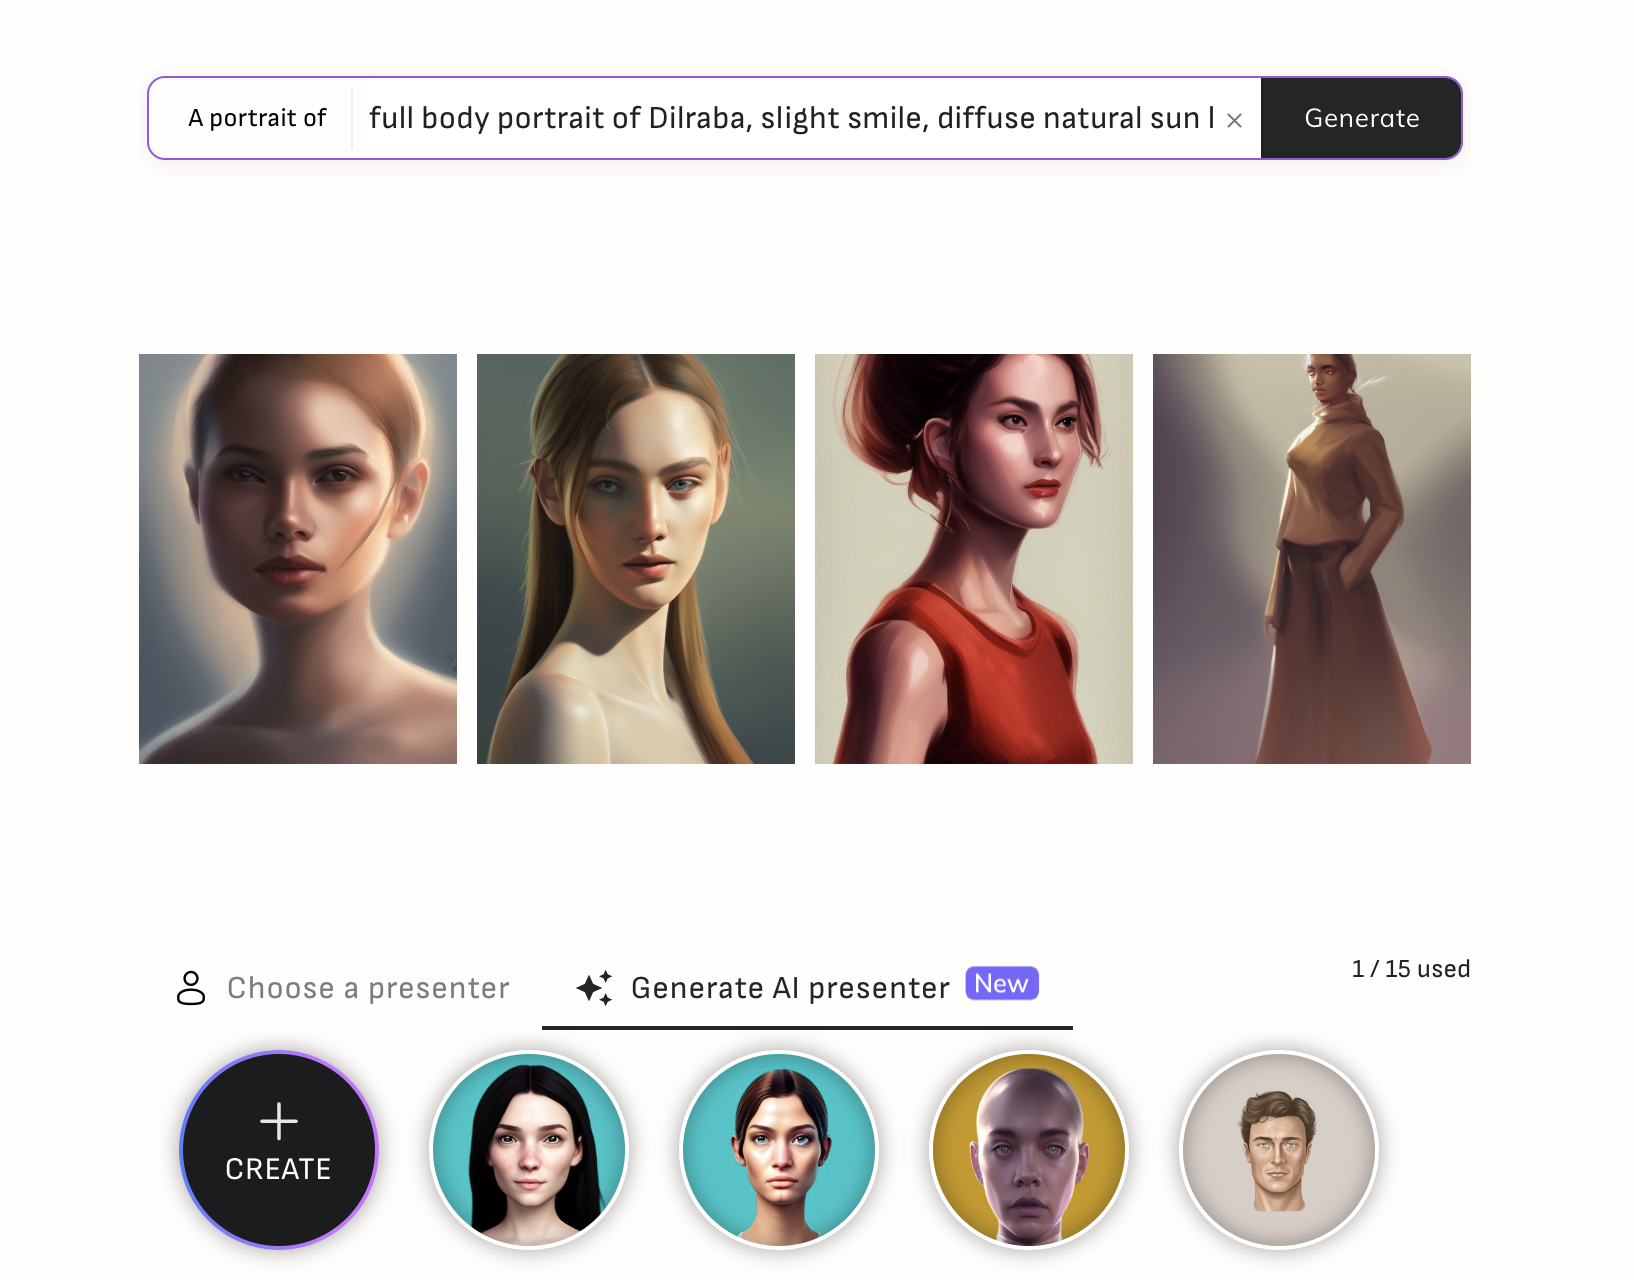 A portrait of
full body portrait of Dilraba, slight smile, diffuse natural sun l
Generate
Choose a presenter
Generate AI presenter
New
1 / 15 used
CREATE